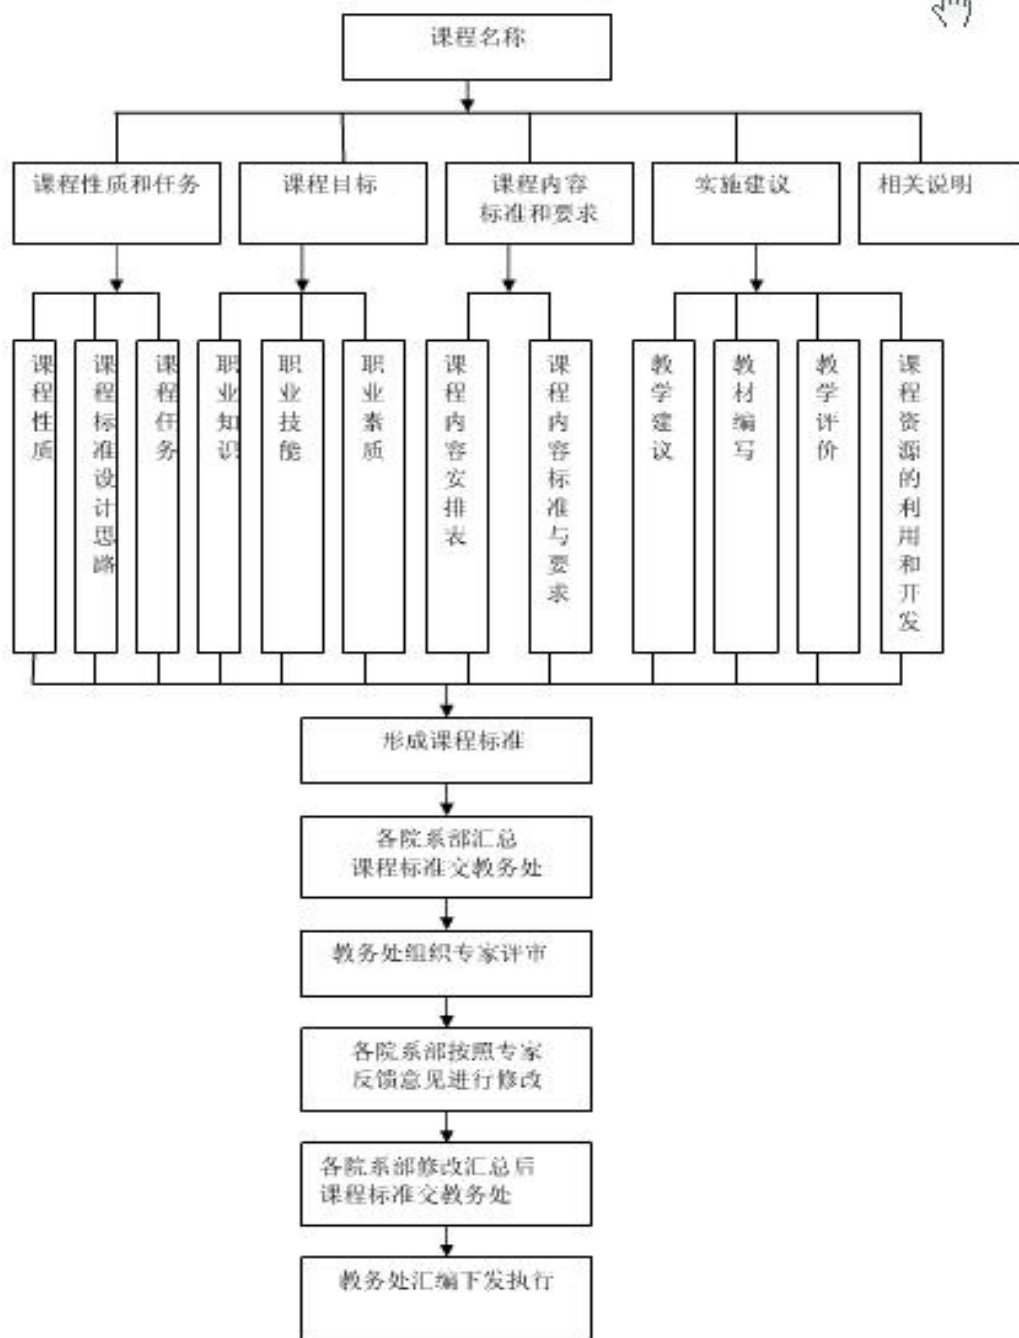 课程名称
课程性质和任务
课程目标
课程内容
标准和要求
实施建议
相关说明
课程性质
课程标准设计思路
课程任务
职业知识
职业技能
职业素质
课程内容安排表
课程内容标准与要求
教学建议
教材编写
教学评价
课程资源的利用和开发
形成课程标准
各院系部汇总
课程标准交教务处
教务处组织专家评审
各院系部按照专家
反馈意见进行修改
各院系部修改汇总后
课程标准交教务处
教务处汇编下发执行